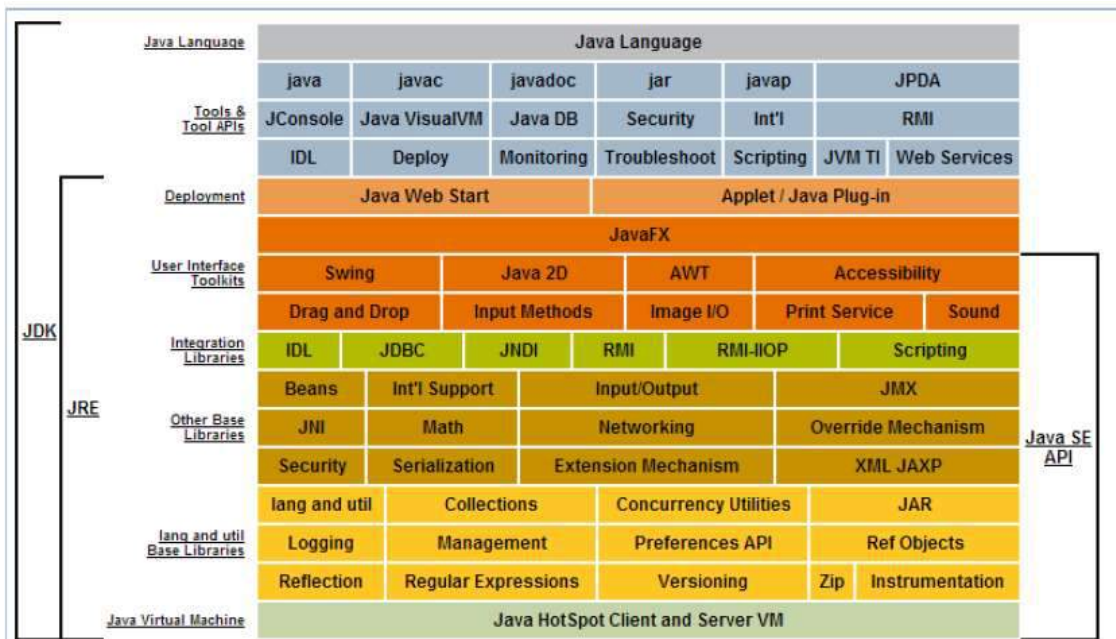 Java Language Java Language
java javac javadoc jar javap JPDA
Tools &
Tool APIs
JConsole Java VisualVM Java DB Security Int'l RMI
IDL Deploy Monitoring Troubleshoot Scripting JVM TI Web Services
Deployment Java Web Start Applet / Java Plug-in
JavaFX
User Interface
Toolkits
Swing Java 2D AWT Accessibility
Drag and Drop Input Methods Image I/O Print Service Sound
JDK
Integration
Libraries
IDL JDBC JNDI RMI RMI-IIOP Scripting
Beans Int'l Support Input/Output JMX
JRE
Other Base
Libraries
JNI Math Networking Override Mechanism
Java SE
API
Security Serialization Extension Mechanism XML JAXP
lang and util Collections Concurrency Utilities JAR
lang and util
Base Libraries
Logging Management Preferences API Ref Objects
Reflection Regular Expressions Versioning Zip Instrumentation
Java Virtual Machine Java HotSpot Client and Server VM